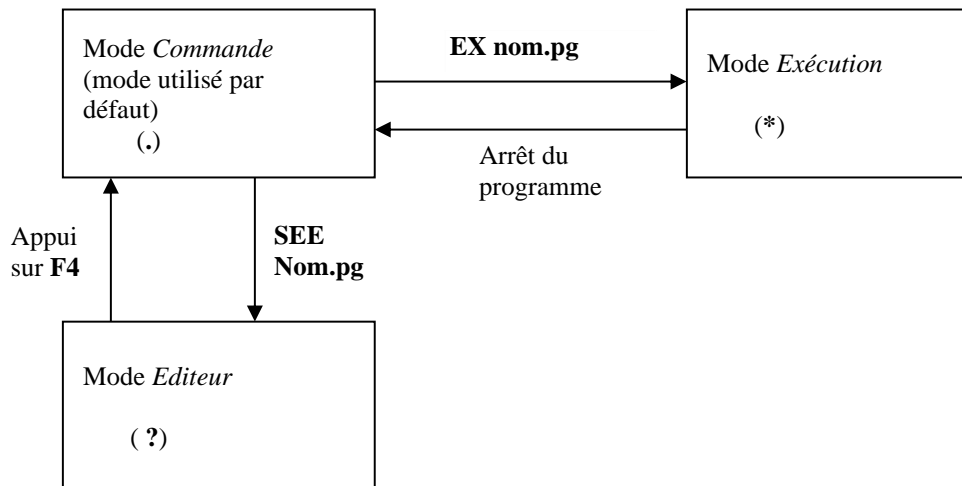 Mode Commande
(mode utilisé par
défaut)
(.)
EX nom.pg
Mode Exécution
(*)
Arrêt du
programme
Appui
sur F4
SEE
Nom.pg
Mode Editeur
( ?)